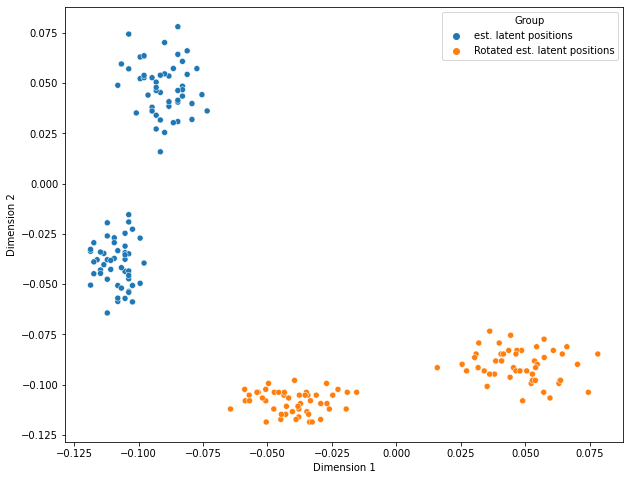 Group
est. latent positions
Rotated est. latent positions
0.075
0.050
0.025
0.000
−0.025
−0.050
−0.075
−0.100
−0.125
Dimension 2
−0.125 −0.100 −0.075 −0.050 −0.025 0.000 0.025 0.050 0.075
Dimension 1